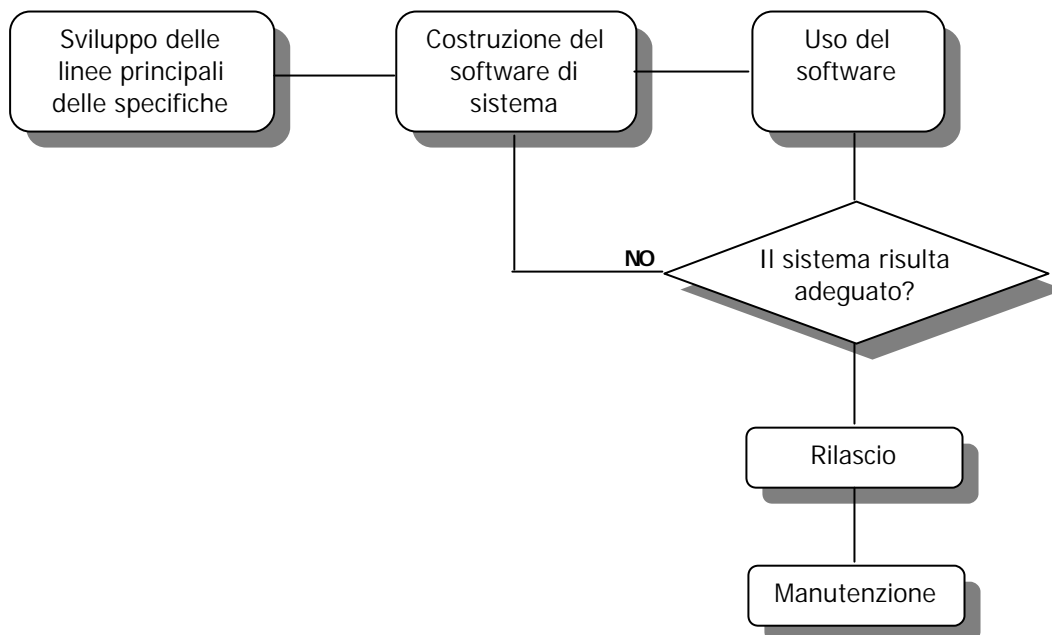 Sviluppo delle
linee principali
delle specifiche
Costruzione del
software di
sistema
Uso del
software
NO
Il sistema risulta
adeguato?
Rilascio
Manutenzione